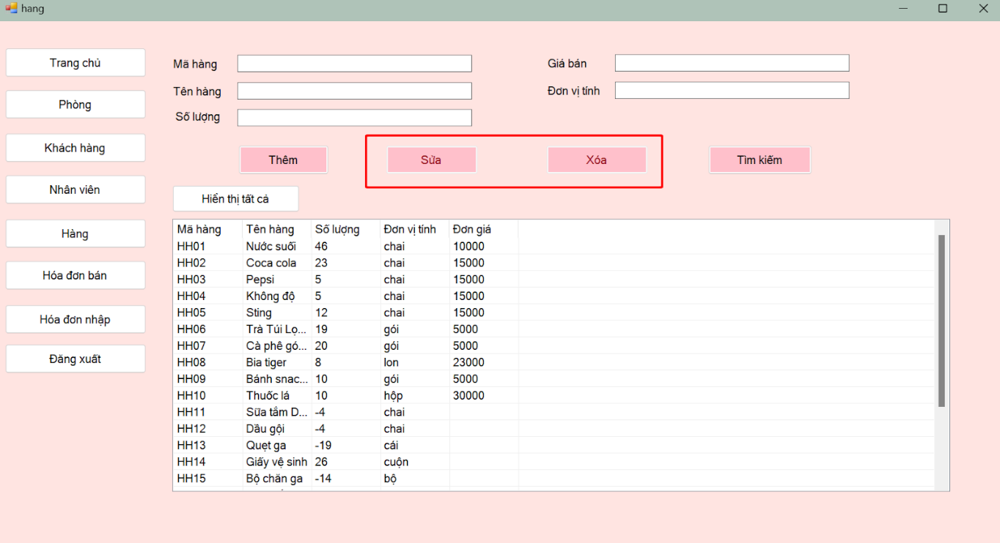 hang
Trang chủ
Phòng
Khách hàng
Nhân viên
Hàng
Hóa đơn bán
Hóa đơn nhập
Đăng xuất
Mã hàng
Giá bán
Tên hàng
Đơn vị tính
Số lượng
Thêm Sửa Xóa Tìm kiếm
Hiển thị tất cả
Mã hàng Tên hàng Số lượng Đơn vị tính Đơn giá
HH01 Nước suối 46 chai 10000
HH02 Coca cola 23 chai 15000
HH03 Pepsi 5 chai 15000
HH04 Không độ 5 chai 15000
HH05 Sting 12 chai 15000
HH06 Trà Túi Lọ... 19 gói 5000
HH07 Cà phê gó... 20 gói 5000
HH08 Bia tiger 8 lon 23000
HH09 Bánh snac... 10 gói 5000
HH10 Thuốc lá 10 hộp 30000
HH11 Sữa tắm D... -4 chai
HH12 Dầu gội -4 chai
HH13 Quẹt ga -19 cái
HH14 Giấy vệ sinh 26 cuộn
HH15 Bộ chăn ga -14 bộ